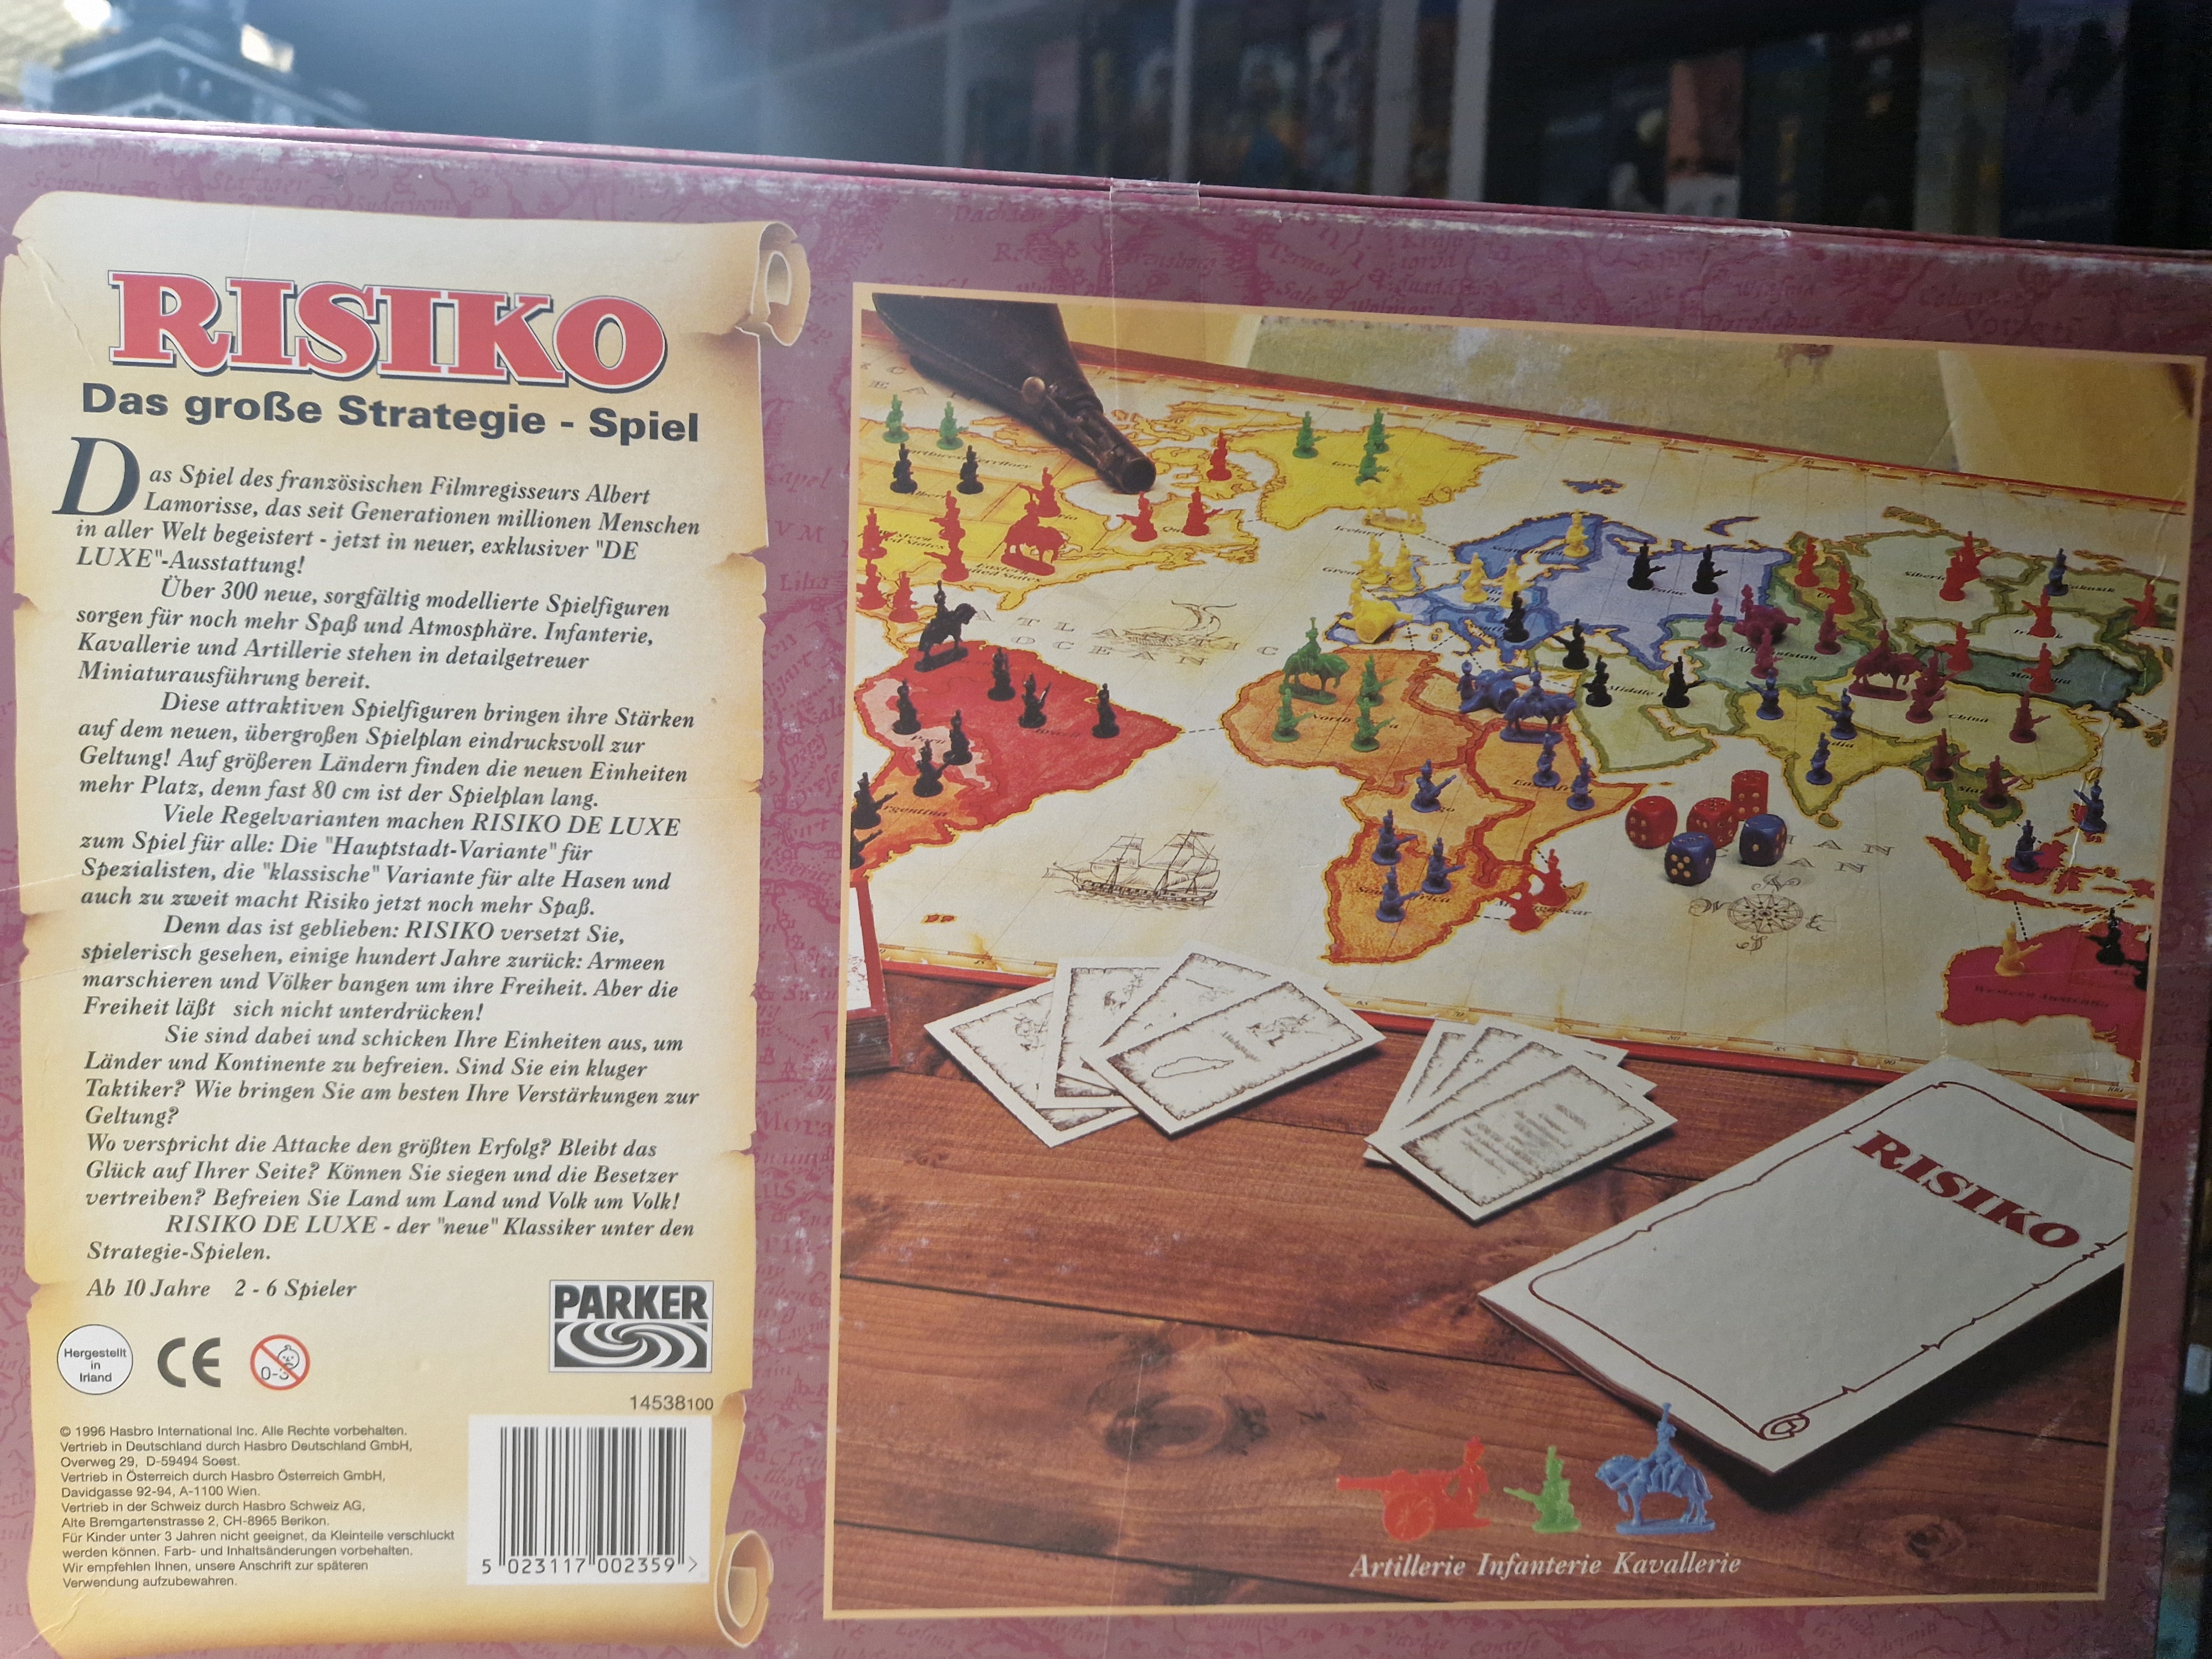 RISIKO
Das große Strategie - Spiel
Das Spiel des französischen Filmregisseurs Albert
Lamorisse, das seit Generationen millionen Menschen
in aller Welt begeistert - jetzt in neuer, exklusiver "DE
LUXE"-Ausstattung!
Über 300 neue, sorgfältig modellierte Spielfiguren
sorgen für noch mehr Spaß und Atmosphäre. Infanterie,
Kavallerie und Artillerie stehen in detailgetreuer
Miniaturausführung bereit.
Diese attraktiven Spielfiguren bringen ihre Stärken
auf dem neuen, übergroßen Spielplan eindrucksvoll zur
Geltung! Auf größeren Ländern finden die neuen Einheiten
mehr Platz, denn fast 80 cm ist der Spielplan lang.
Viele Regelvarianten machen RISIKO DE LUXE
zum Spiel für alle: Die "Hauptstadt-Variante" für
Spezialisten, die "klassische" Variante für alte Hasen und
auch zu zweit macht Risiko jetzt noch mehr Spaß.
Denn das ist geblieben: RISIKO versetzt Sie,
spielerisch gesehen, einige hundert Jahre zurück: Armeen
marschieren und Völker bangen um ihre Freiheit. Aber die
Freiheit läßt sich nicht unterdrücken!
Sie sind dabei und schicken Ihre Einheiten aus, um
Länder und Kontinente zu befreien. Sind Sie ein kluger
Taktiker? Wie bringen Sie am besten Ihre Verstärkungen zur
Geltung?
Wo verspricht die Attacke den größten Erfolg? Bleibt das
Glück auf Ihrer Seite? Können Sie siegen und die Besetzer
vertreiben? Befreien Sie Land um Land und Volk um Volk!
RISIKO DE LUXE - der "neue" Klassiker unter den
Strategie-Spielen.
Ab 10 Jahre 2 - 6 Spieler
Hergestellt
in
Irland
CE
0-3
PARKER
14538100
© 1996 Hasbro International Inc. Alle Rechte vorbehalten.
Vertrieb in Deutschland durch Hasbro Deutschland GmbH,
Overweg 29, D-59494 Soest.
Vertrieb in Österreich durch Hasbro Österreich GmbH,
Davidgasse 92-94, A-1100 Wien.
Vertrieb in der Schweiz durch Hasbro Schweiz AG,
Alte Bremgartenstrasse 2, CH-8965 Berikon.
Für Kinder unter 3 Jahren nicht geeignet, da Kleinteile verschluckt
werden können. Farb- und Inhaltsänderungen vorbehalten.
Wir empfehlen Ihnen, unsere Anschrift zur späteren
Verwendung aufzubewahren.
5 023117 002359 >
ATLANTIC
OCEAN
China
N
W
E
S
Western Australia
RISIKO
Artillerie Infanterie Kavallerie